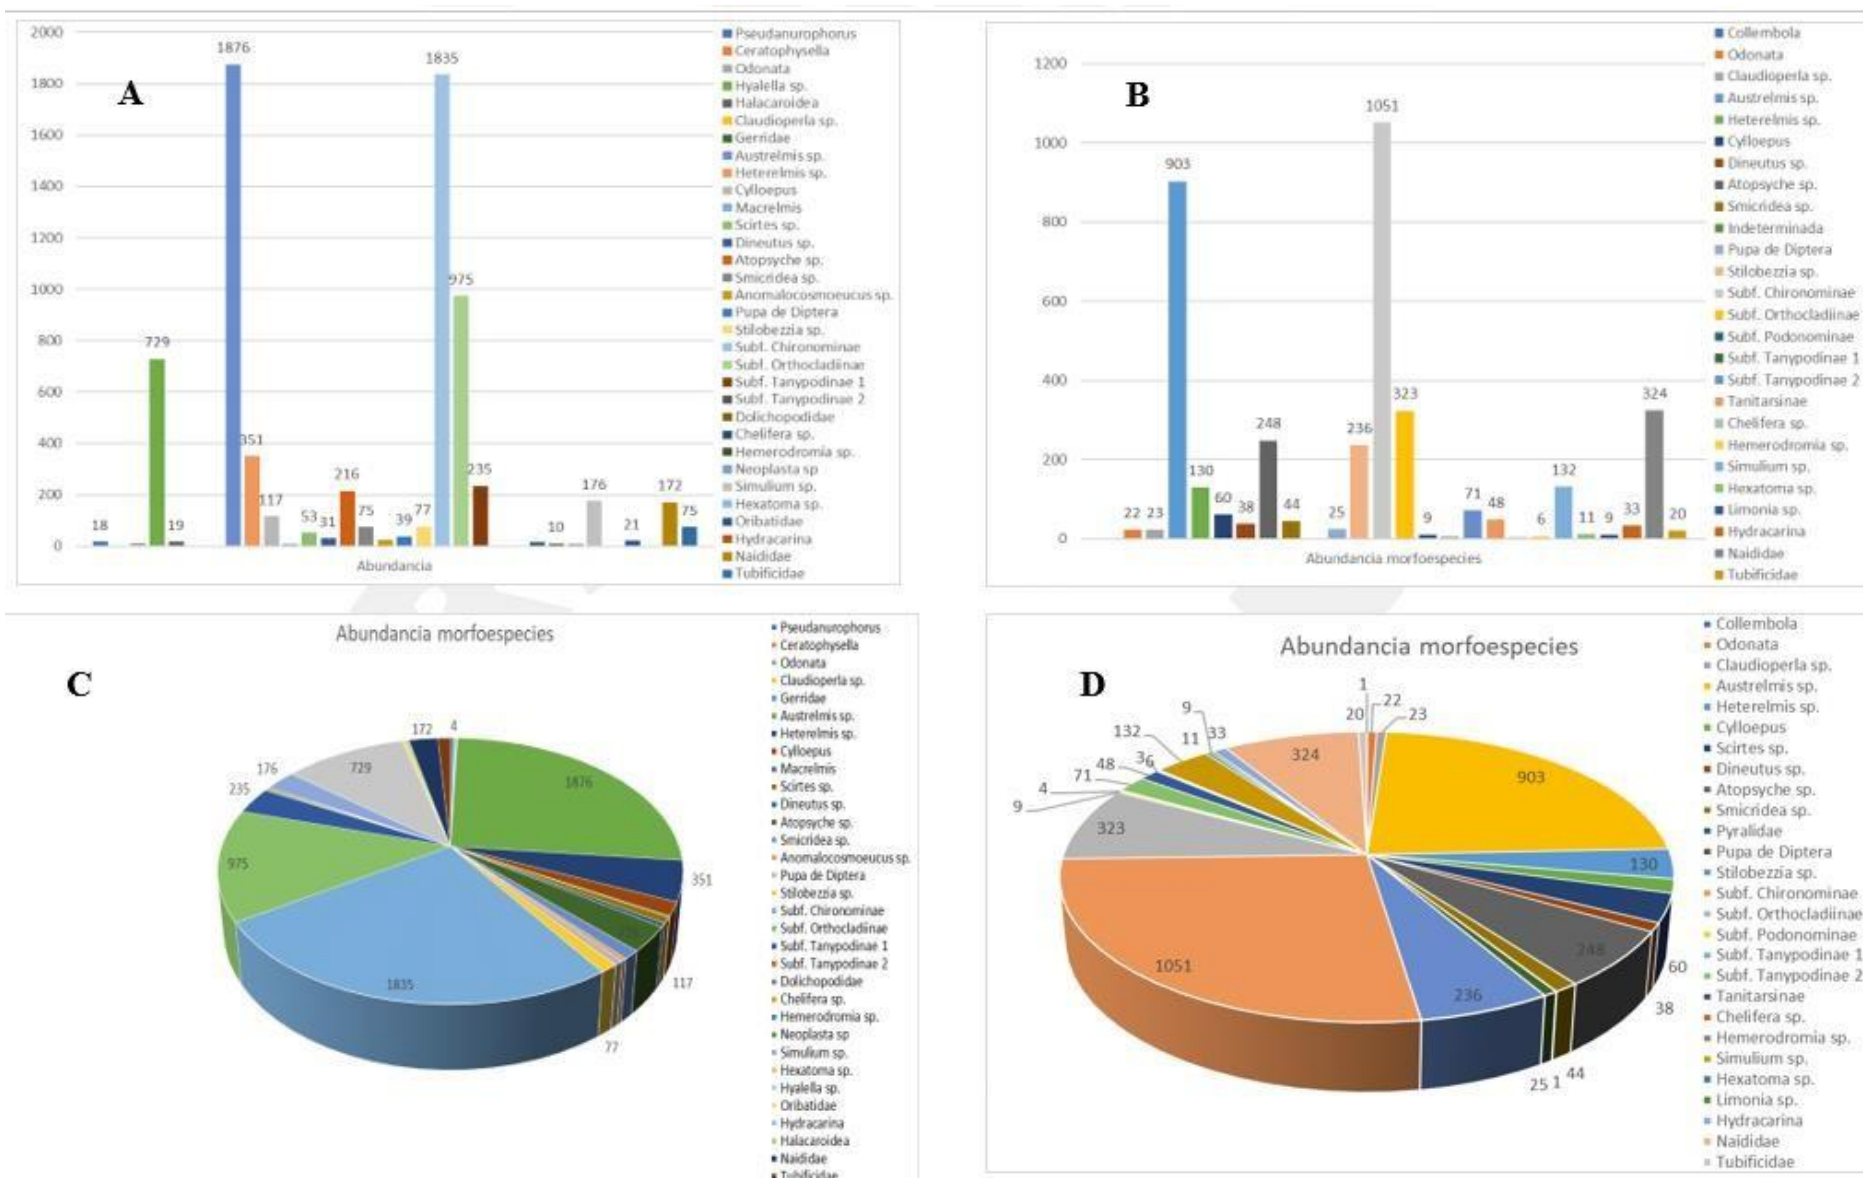 A
2000
1800
1600
1400
1200
1000
800
600
400
200
0
18
729
19
1876
351
117
53
31
216
75
39
77
1835
975
235
10
176
21
172
75
Abundancia
Pseudanurophorus
Ceratophysella
Odonata
Hyalella sp.
Halacaroidea
Claudioperla sp.
Gerridae
Austrelmis sp.
Heterelmis sp.
Cylloepus
Macrelmis
Scirtes sp.
Dineutus sp.
Atopsyche sp.
Smicridea sp.
Anomalocosmoeucus sp.
Pupa de Diptera
Stilobezzia sp.
Subf. Chironominae
Subf. Orthocladiinae
Subf. Tanypodinae 1
Subf. Tanypodinae 2
Dolichopodidae
Chelifera sp.
Hemerodromia sp.
Neoplasta sp
Simulium sp.
Hexatoma sp.
Oribatidae
Hydracarina
Naididae
Tubificidae
B
1200
1000
800
600
400
200
0
22
23
903
130
60
38
248
44
25
236
1051
323
9
71
48
6
132
11
9
33
324
20
Abundancia morfoespecies
Collembola
Odonata
Claudioperla sp.
Austrelmis sp.
Heterelmis sp.
Cylloepus
Dineutus sp.
Atopsyche sp.
Smicridea sp.
Indeterminada
Pupa de Diptera
Stilobezzia sp.
Subf. Chironominae
Subf. Orthocladiinae
Subf. Podonominae
Subf. Tanypodinae 1
Subf. Tanypodinae 2
Tanitarsinae
Chelifera sp.
Hemerodromia sp.
Simulium sp.
Hexatoma sp.
Limonia sp.
Hydracarina
Naididae
Tubificidae
Abundancia morfoespecies
C
4
1876
351
117
77
1835
975
235
176
729
172
Pseudanurophorus
Ceratophysella
Odonata
Claudioperla sp.
Gerridae
Austrelmis sp.
Heterelmis sp.
Cylloepus
Macrelmis
Scirtes sp.
Dineutus sp.
Atopsyche sp.
Smicridea sp.
Anomalocosmoeucus sp.
Pupa de Diptera
Stilobezzia sp.
Subf. Chironominae
Subf. Orthocladiinae
Subf. Tanypodinae 1
Subf. Tanypodinae 2
Dolichopodidae
Chelifera sp.
Hemerodromia sp.
Neoplasta sp
Simulium sp.
Hexatoma sp.
Hyalella sp.
Oribatidae
Hydracarina
Halacaroidea
Naididae
Tubificidae
Abundancia morfoespecies
D
1
22
23
903
130
60
38
248
44
1
25
236
1051
323
9
4
71
48
36
132
11
9
33
324
20
Collembola
Odonata
Claudioperla sp.
Austrelmis sp.
Heterelmis sp.
Cylloepus
Scirtes sp.
Dineutus sp.
Atopsyche sp.
Smicridea sp.
Pyralidae
Pupa de Diptera
Stilobezzia sp.
Subf. Chironominae
Subf. Orthocladiinae
Subf. Podonominae
Subf. Tanypodinae 1
Subf. Tanypodinae 2
Tanitarsinae
Chelifera sp.
Hemerodromia sp.
Simulium sp.
Hexatoma sp.
Limonia sp.
Hydracarina
Naididae
Tubificidae